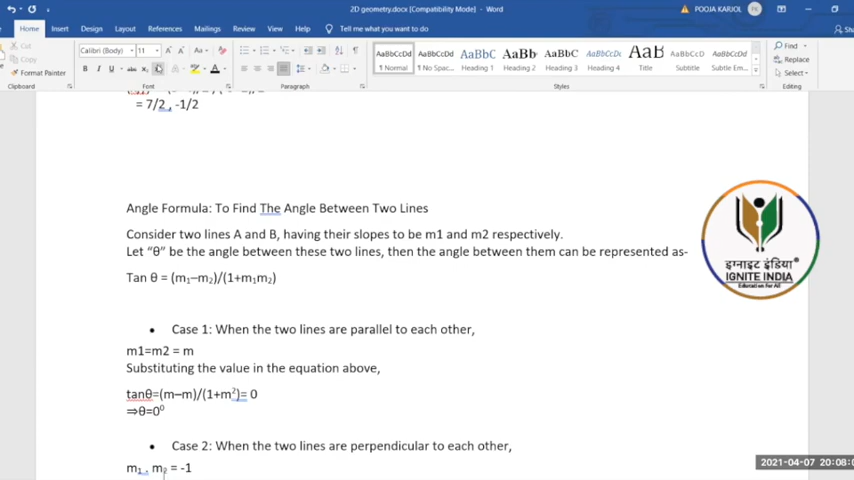 2D geometry.docx [Compatibility Mode] - Word
POOJA KARJOL PK
Home Insert Draw Design Layout References Mailings Review View Help Tell me what you want to do
Cut
Copy
Format Painter
Clipboard
Calibri (Body) 11
Font
Paragraph
AaBbCcDd AaBbCcDd AaBbC AaBb AaBbC AaBbCcD AaB AaBbCcD AaBbCcDd
¶ Normal ¶ No Spac... Heading 1 Heading 2 Heading 3 Heading 4 Title Subtitle Subtle Em...
Styles
Find
Replace
Select
Editing
= 7/2 , -1/2
Angle Formula: To Find The Angle Between Two Lines
Consider two lines A and B, having their slopes to be m1 and m2 respectively.
Let “θ” be the angle between these two lines, then the angle between them can be represented as-
Tan θ = (m₁–m₂)/(1+m₁m₂)
• Case 1: When the two lines are parallel to each other,
m1=m2 = m
Substituting the value in the equation above,
tanθ=(m–m)/(1+m²)= 0
⇒θ=0⁰
• Case 2: When the two lines are perpendicular to each other,
m₁ . m₂ = -1
इग्नाइट इंडिया
IGNITE INDIA
Education For All
2021-04-07 20:08:0